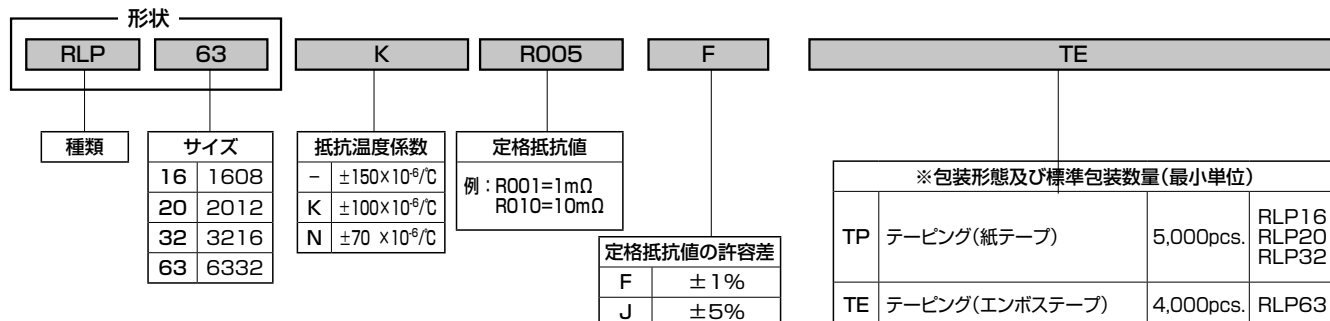 形状
RLP 63 K R005 F TE
種類
サイズ
16 1608
20 2012
32 3216
63 6332
抵抗温度係数
− ±150×10⁻⁶/℃
K ±100×10⁻⁶/℃
N ±70 ×10⁻⁶/℃
定格抵抗値
例：R001=1mΩ
R010=10mΩ
定格抵抗値の許容差
F ±1%
J ±5%
※包装形態及び標準包装数量（最小単位）
TP テーピング（紙テープ） 5,000pcs. RLP16
RLP20
RLP32
TE テーピング（エンボステープ） 4,000pcs. RLP63